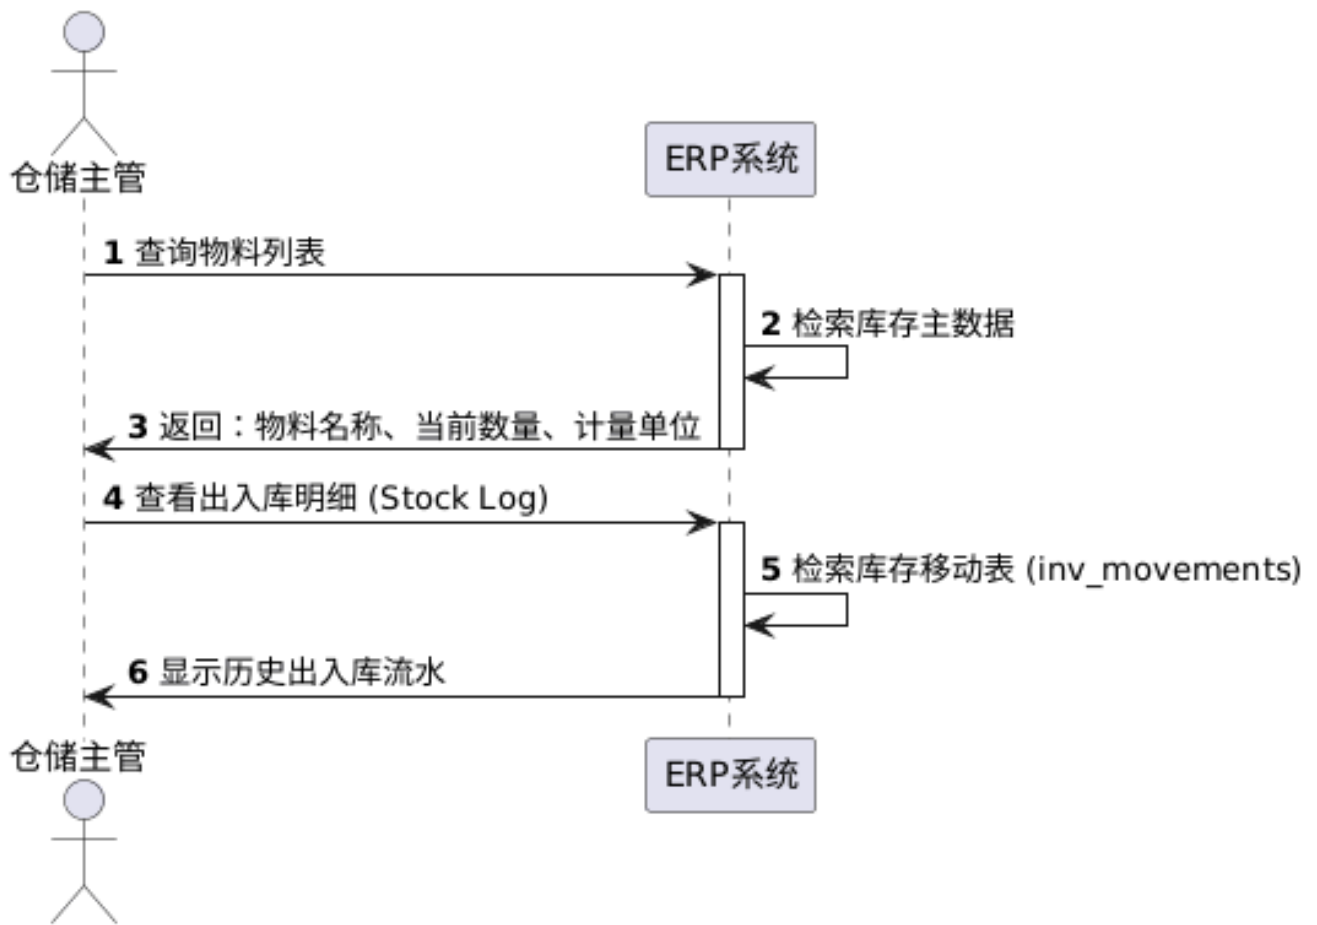 仓储主管
ERP系统
1 查询物料列表
2 检索库存主数据
3 返回：物料名称、当前数量、计量单位
4 查看出入库明细 (Stock Log)
5 检索库存移动表 (inv_movements)
6 显示历史出入库流水
仓储主管
ERP系统